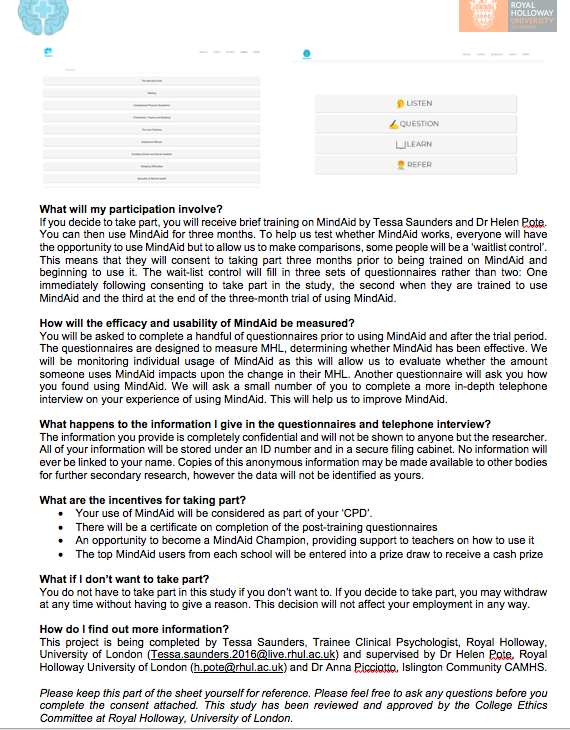 ROYAL
HOLLOWAY
UNIVERSITY
OF LONDON
LISTEN
QUESTION
LEARN
REFER
What will my participation involve?
If you decide to take part, you will receive brief training on MindAid by Tessa Saunders and Dr Helen Pote.
You can then use MindAid for three months. To help us test whether MindAid works, everyone will have
the opportunity to use MindAid but to allow us to make comparisons, some people will be a 'waitlist control'.
This means that they will consent to taking part three months prior to being trained on MindAid and
beginning to use it. The wait-list control will fill in three sets of questionnaires rather than two: One
immediately following consenting to take part in the study, the second when they are trained to use
MindAid and the third at the end of the three-month trial of using MindAid.
How will the efficacy and usability of MindAid be measured?
You will be asked to complete a handful of questionnaires prior to using MindAid and after the trial period.
The questionnaires are designed to measure MHL, determining whether MindAid has been effective. We
will be monitoring individual usage of MindAid as this will allow us to evaluate whether the amount
someone uses MindAid impacts upon the change in their MHL. Another questionnaire will ask you how
you found using MindAid. We will ask a small number of you to complete a more in-depth telephone
interview on your experience of using MindAid. This will help us to improve MindAid.
What happens to the information I give in the questionnaires and telephone interview?
The information you provide is completely confidential and will not be shown to anyone but the researcher.
All of your information will be stored under an ID number and in a secure filing cabinet. No information will
ever be linked to your name. Copies of this anonymous information may be made available to other bodies
for further secondary research, however the data will not be identified as yours.
What are the incentives for taking part?
• Your use of MindAid will be considered as part of your 'CPD'.
• There will be a certificate on completion of the post-training questionnaires
• An opportunity to become a MindAid Champion, providing support to teachers on how to use it
• The top MindAid users from each school will be entered into a prize draw to receive a cash prize
What if I don't want to take part?
You do not have to take part in this study if you don't want to. If you decide to take part, you may withdraw
at any time without having to give a reason. This decision will not affect your employment in any way.
How do I find out more information?
This project is being completed by Tessa Saunders, Trainee Clinical Psychologist, Royal Holloway,
University of London (Tessa.saunders.2016@live.rhul.ac.uk) and supervised by Dr Helen Pote, Royal
Holloway University of London (h.pote@rhul.ac.uk) and Dr Anna Picciotto, Islington Community CAMHS.
Please keep this part of the sheet yourself for reference. Please feel free to ask any questions before you
complete the consent attached. This study has been reviewed and approved by the College Ethics
Committee at Royal Holloway, University of London.